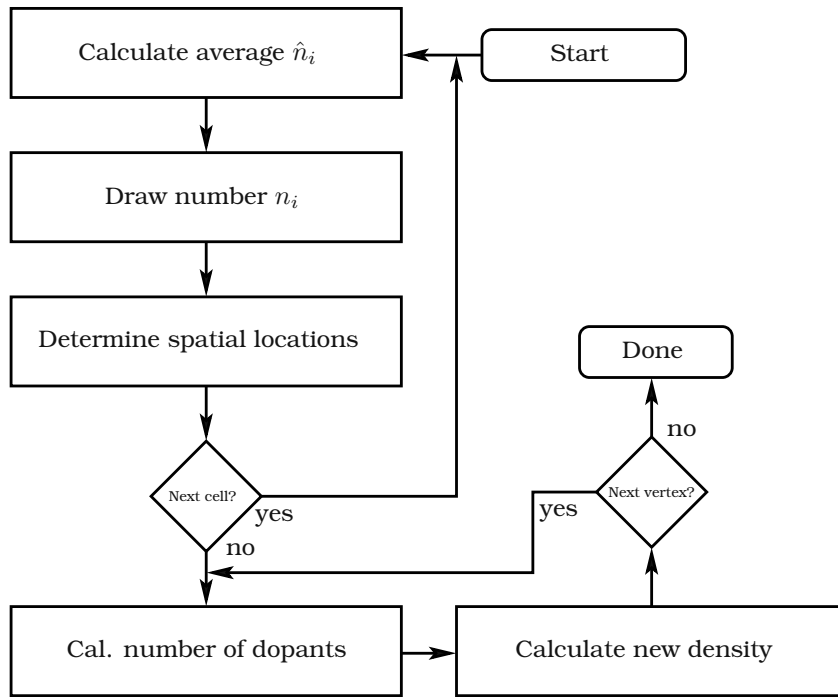 Start
Calculate average n̂ᵢ
Draw number nᵢ
Determine spatial locations
Next cell?
yes
no
Cal. number of dopants
Calculate new density
Next vertex?
yes
no
Done